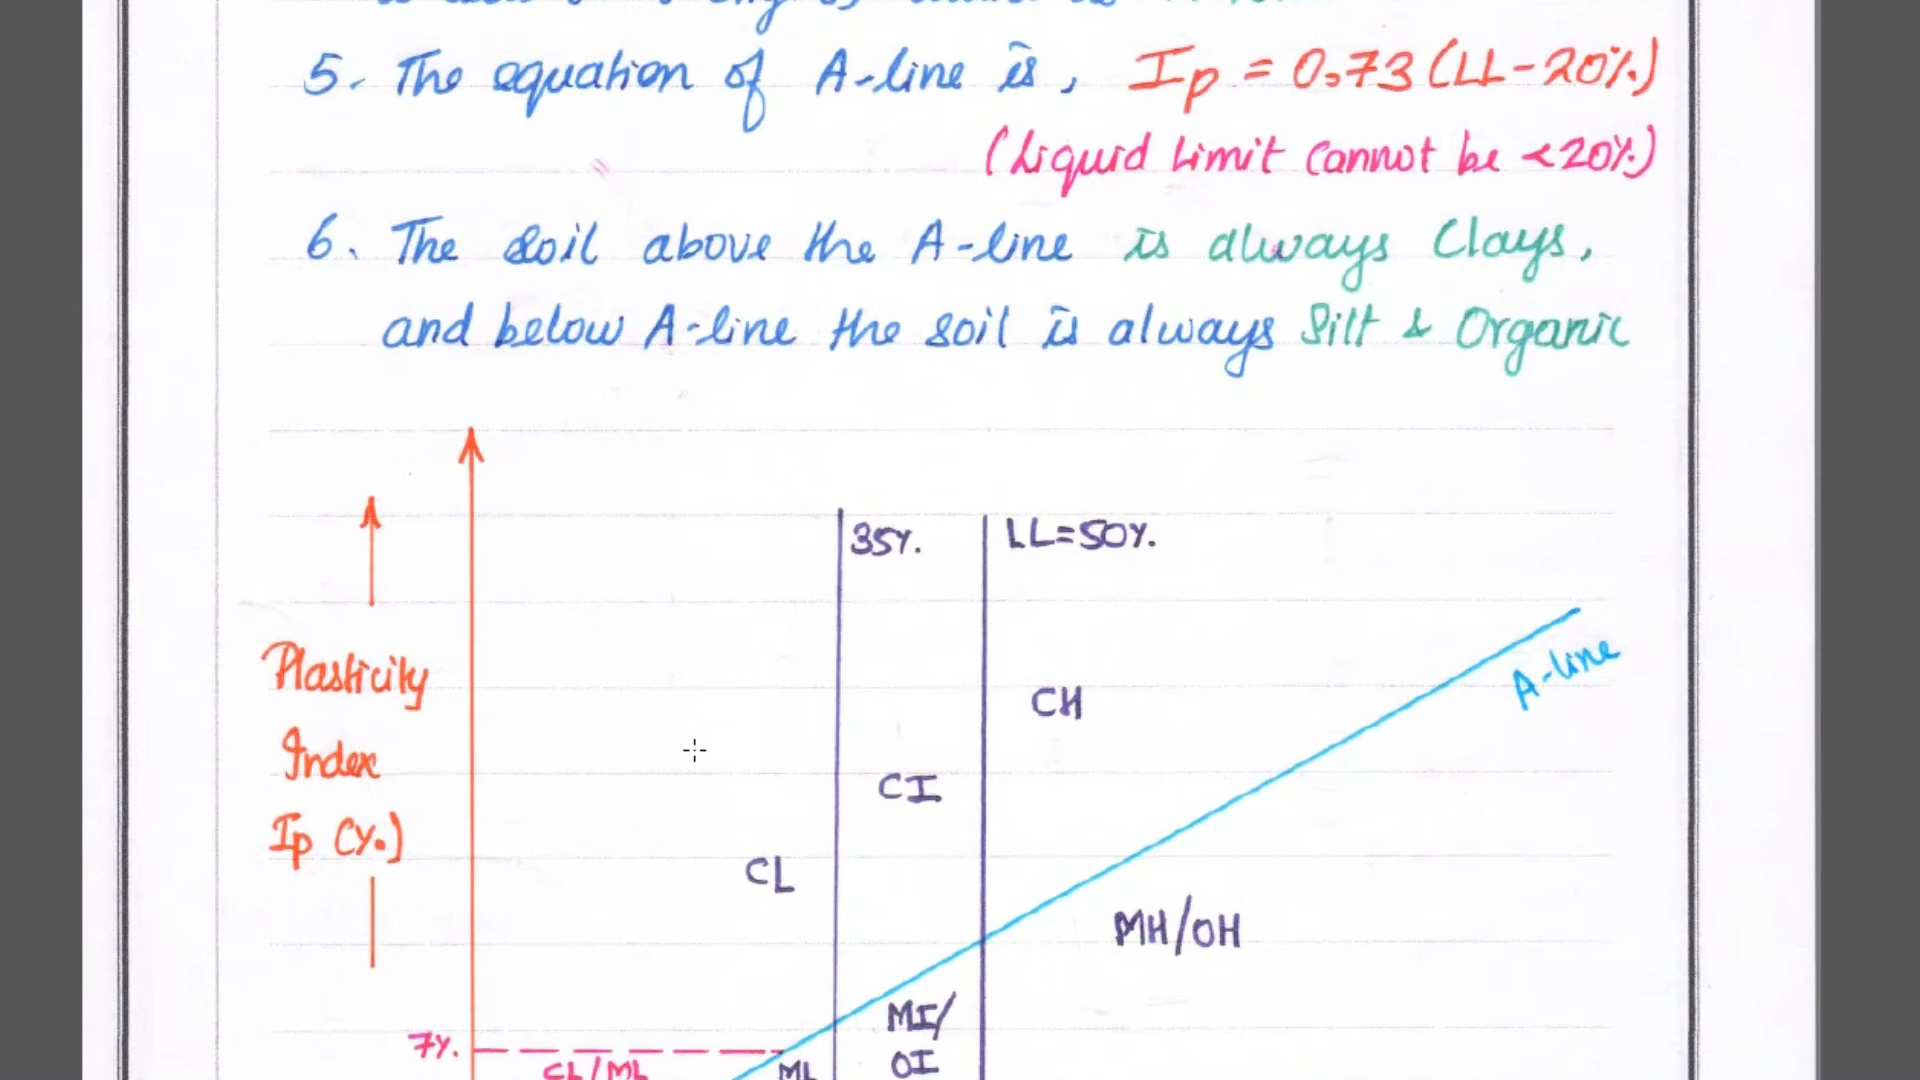 5. The equation of A-line is, Ip = 0.73 (LL-20%)
(Liquid Limit cannot be <20%)
6. The soil above the A-line is always Clays,
and below A-line the soil is always Silt & Organic
35%.
LL=50%.
A-line
Plasticity
Index
Ip (%)
CH
CI
CL
MH/OH
MI/
OI
7%.
CL/ML
ML